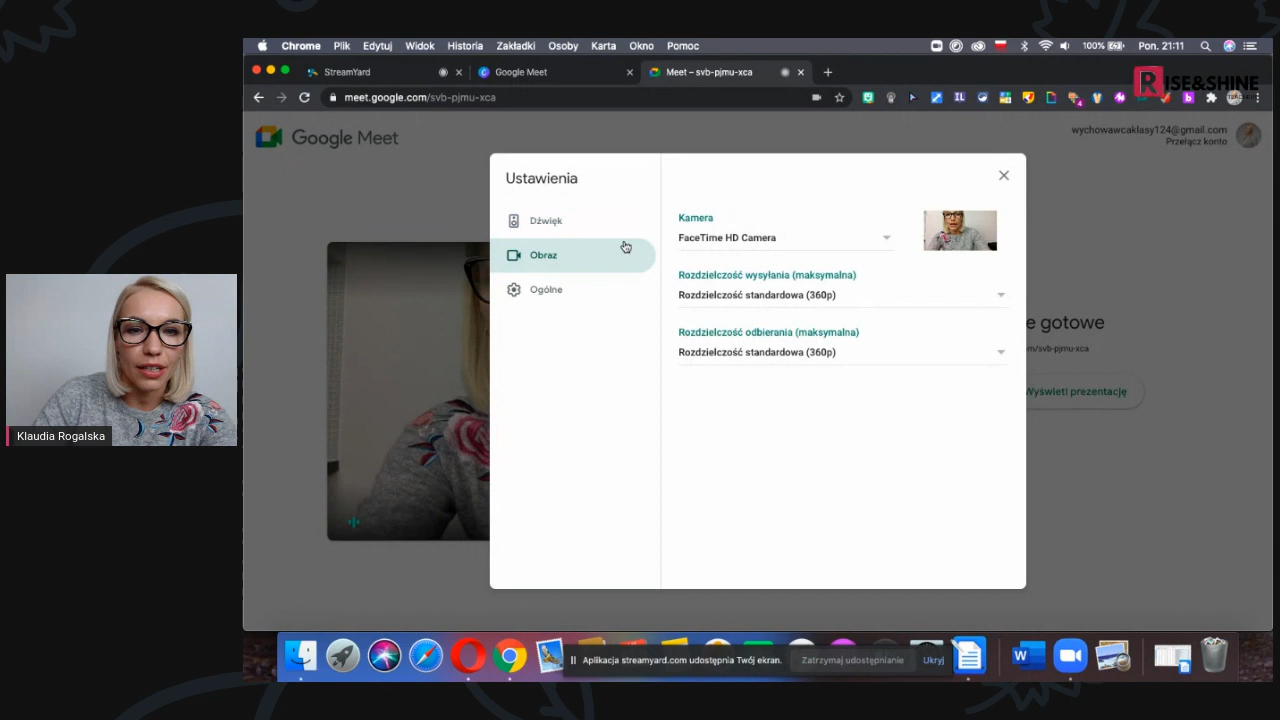 Chrome Plik Edytuj Widok Historia Zakładki Osoby Karta Okno Pomoc 100% Pon. 21:11
StreamYard Google Meet Meet – svb-pjmu-xca
meet.google.com/svb-pjmu-xca
RISE&SHINE
Google Meet
wychowawcaklasy124@gmail.com
Przełącz konto
Ustawienia
Dźwięk
Obraz
Ogólne
Kamera
FaceTime HD Camera
Rozdzielczość wysyłania (maksymalna)
Rozdzielczość standardowa (360p)
Rozdzielczość odbierania (maksymalna)
Rozdzielczość standardowa (360p)
e gotowe
m/svb-pjmu-xca
Wyświetl prezentację
Klaudia Rogalska
Aplikacja streamyard.com udostępnia Twój ekran. Zatrzymaj udostępnianie Ukryj